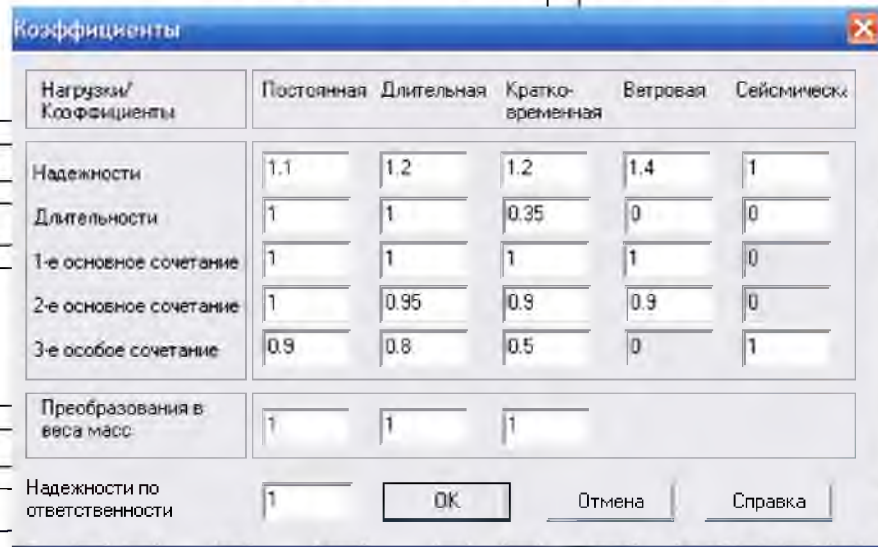 Коэффициенты
Нагрузки/ Постоянная Длительная Кратко- Ветровая Сейсмическа
Коэффициенты временная
Надежности 1.1 1.2 1.2 1.4 1
Длительности 1 1 0.35 0 0
1-е основное сочетание 1 1 1 1 0
2-е основное сочетание 1 0.95 0.9 0.9 0
3-е особое сочетание 0.9 0.8 0.5 0 1
Преобразования в
веса масс 1 1 1
Надежности по
ответственности 1 OK Отмена Справка